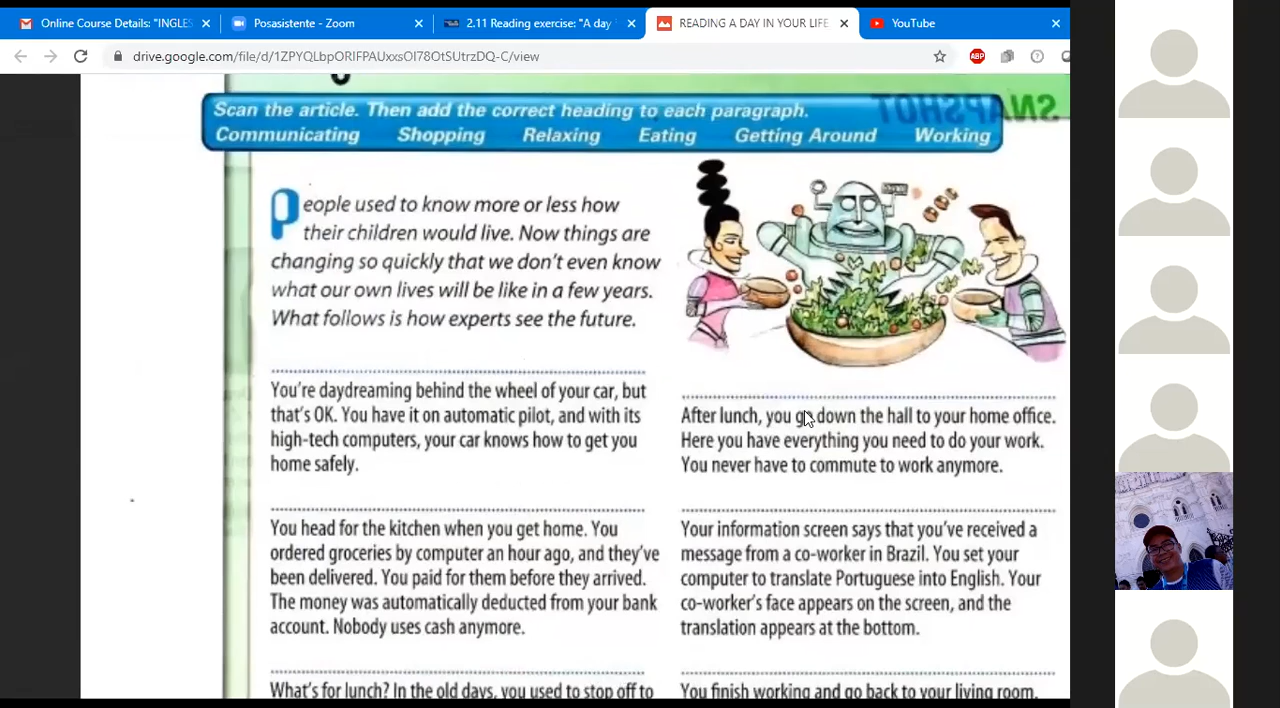 Online Course Details: "INGLES
Posasistente - Zoom
2.11 Reading exercise: "A day
READING A DAY IN YOUR LIFE
YouTube
drive.google.com/file/d/1ZPYQLbpORIFPAUxxsOl78OtSUtrzDQ-C/view
ABP
SNAPSHOT
Scan the article. Then add the correct heading to each paragraph.
Communicating Shopping Relaxing Eating Getting Around Working
People used to know more or less how
their children would live. Now things are
changing so quickly that we don't even know
what our own lives will be like in a few years.
What follows is how experts see the future.
You're daydreaming behind the wheel of your car, but
that's OK. You have it on automatic pilot, and with its
high-tech computers, your car knows how to get you
home safely.
You head for the kitchen when you get home. You
ordered groceries by computer an hour ago, and they've
been delivered. You paid for them before they arrived.
The money was automatically deducted from your bank
account. Nobody uses cash anymore.
What's for lunch? In the old days, you used to stop off to
After lunch, you go down the hall to your home office.
Here you have everything you need to do your work.
You never have to commute to work anymore.
Your information screen says that you've received a
message from a co-worker in Brazil. You set your
computer to translate Portuguese into English. Your
co-worker's face appears on the screen, and the
translation appears at the bottom.
You finish working and go back to your living room.